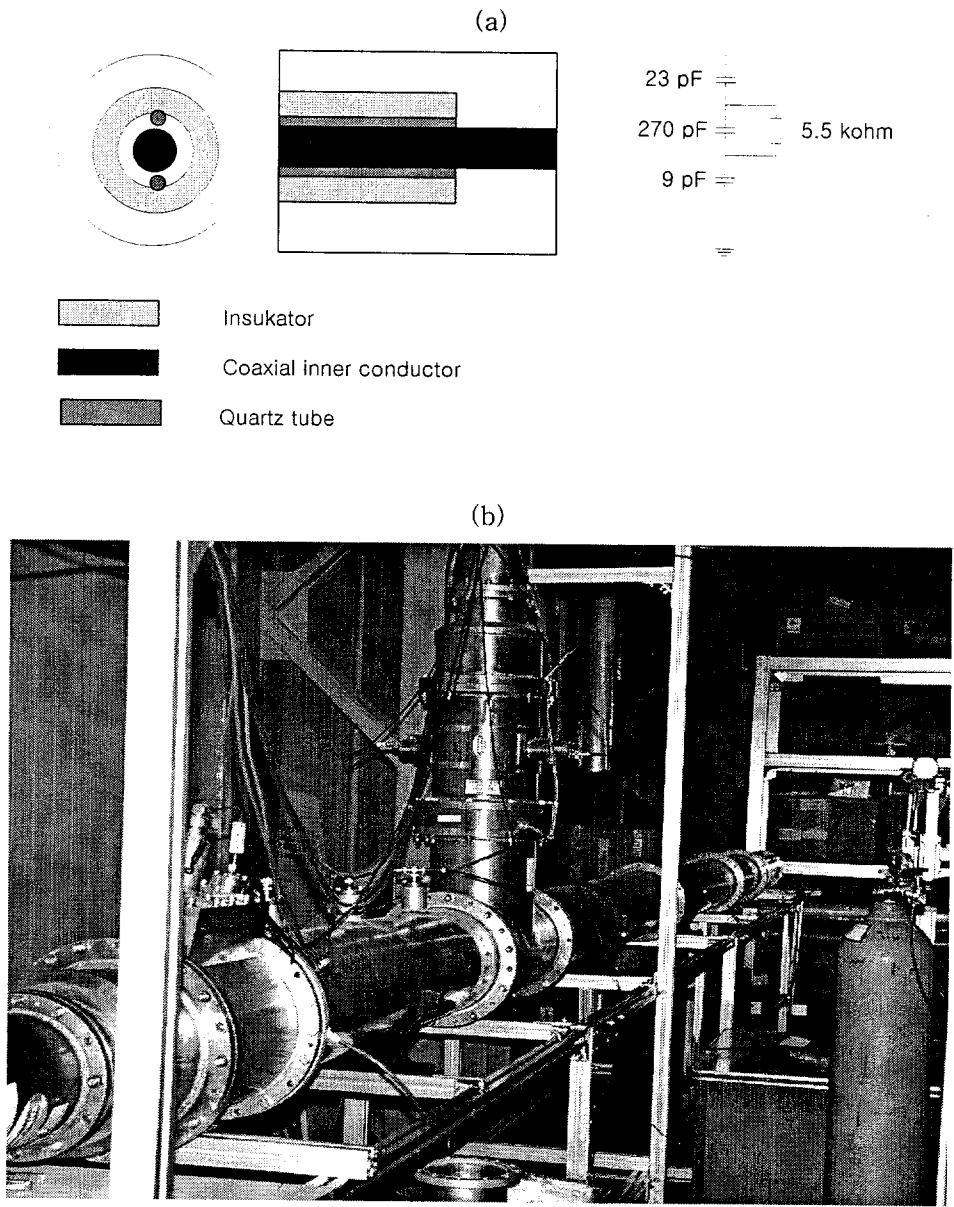 (a)
23 pF
270 pF
5.5 kohm
9 pF
Insukator
Coaxial inner conductor
Quartz tube
(b)